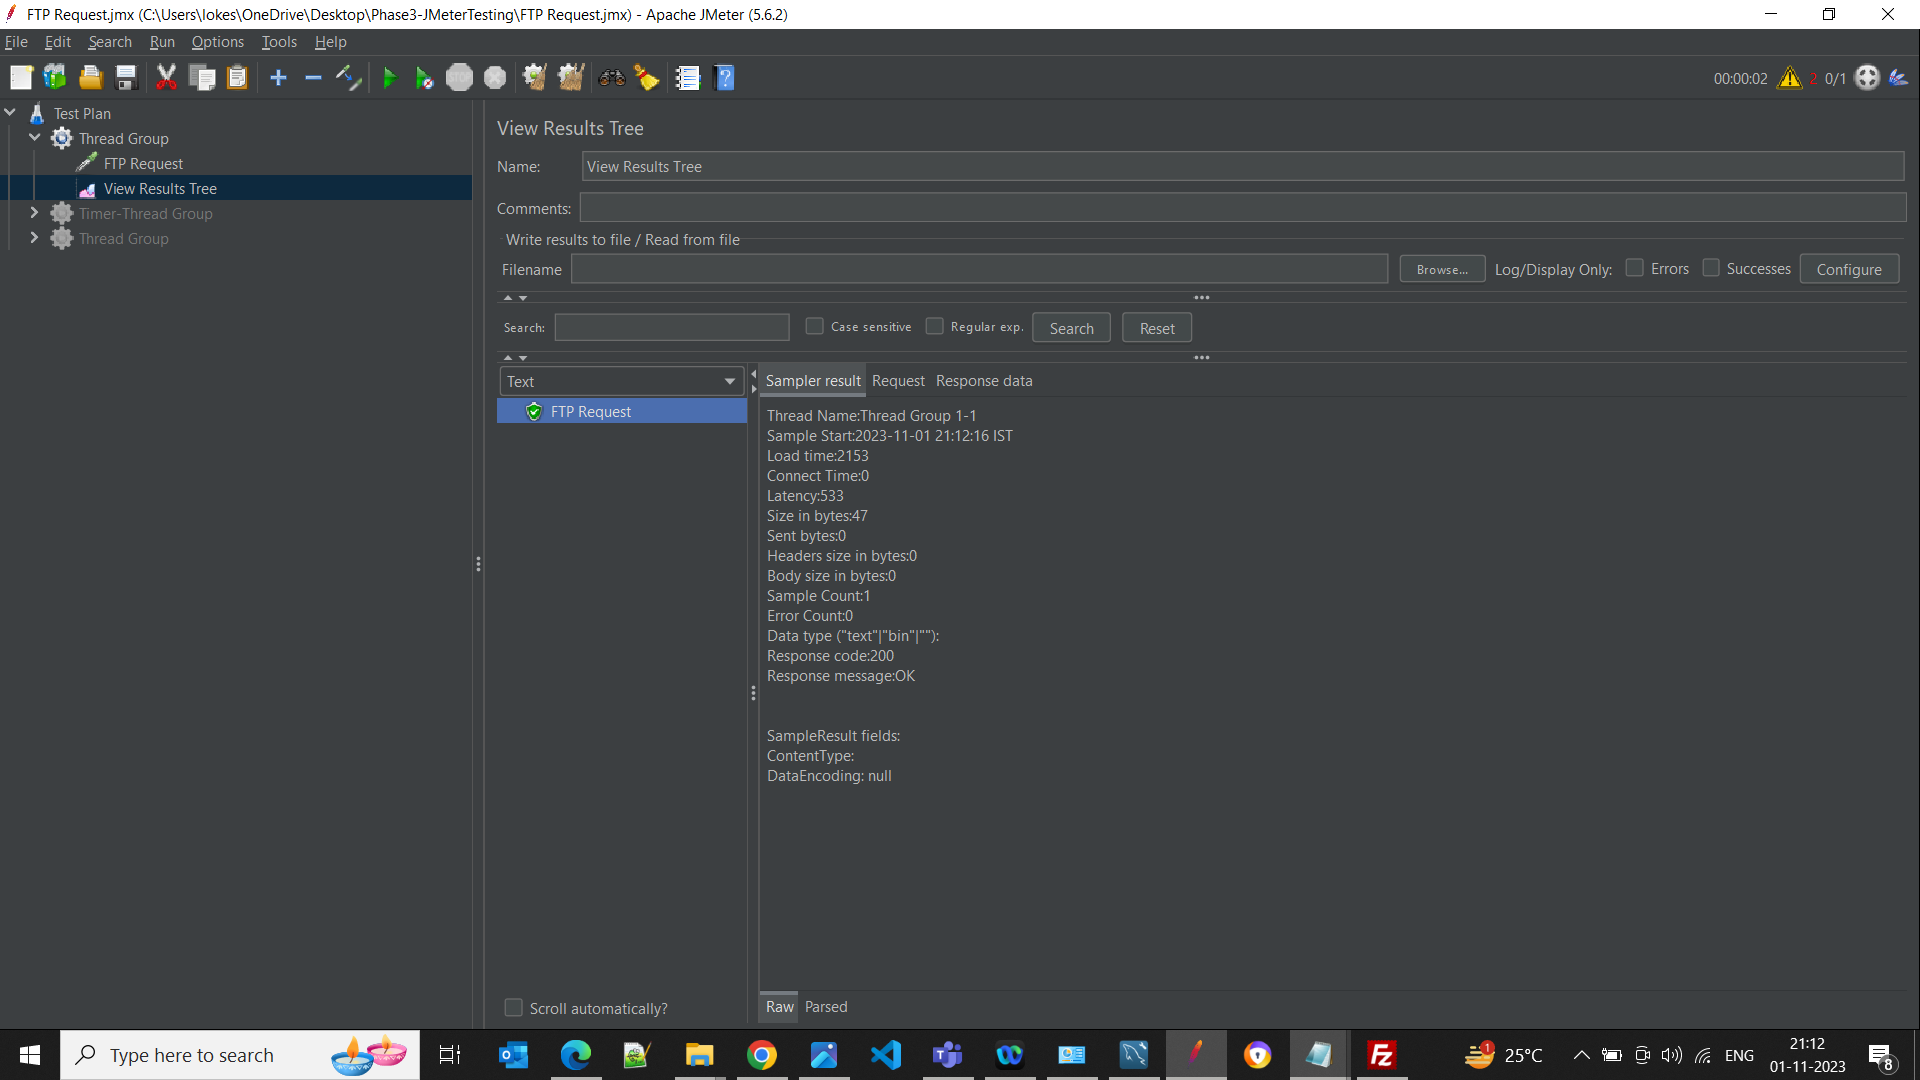 FTP Request.jmx (C:\Users\lokes\OneDrive\Desktop\Phase3-JMeterTesting\FTP Request.jmx) - Apache JMeter (5.6.2)
File Edit Search Run Options Tools Help
00:00:02 2 0/1
Test Plan
Thread Group
FTP Request
View Results Tree
Timer-Thread Group
Thread Group
View Results Tree
Name: View Results Tree
Comments:
Write results to file / Read from file
Filename Browse... Log/Display Only: Errors Successes Configure
Search: Case sensitive Regular exp. Search Reset
Text
FTP Request
Sampler result Request Response data
Thread Name:Thread Group 1-1
Sample Start:2023-11-01 21:12:16 IST
Load time:2153
Connect Time:0
Latency:533
Size in bytes:47
Sent bytes:0
Headers size in bytes:0
Body size in bytes:0
Sample Count:1
Error Count:0
Data type ("text"|"bin"|""):
Response code:200
Response message:OK
SampleResult fields:
ContentType:
DataEncoding: null
Scroll automatically?
Raw Parsed
Type here to search
1 25°C ENG
21:12
01-11-2023
8